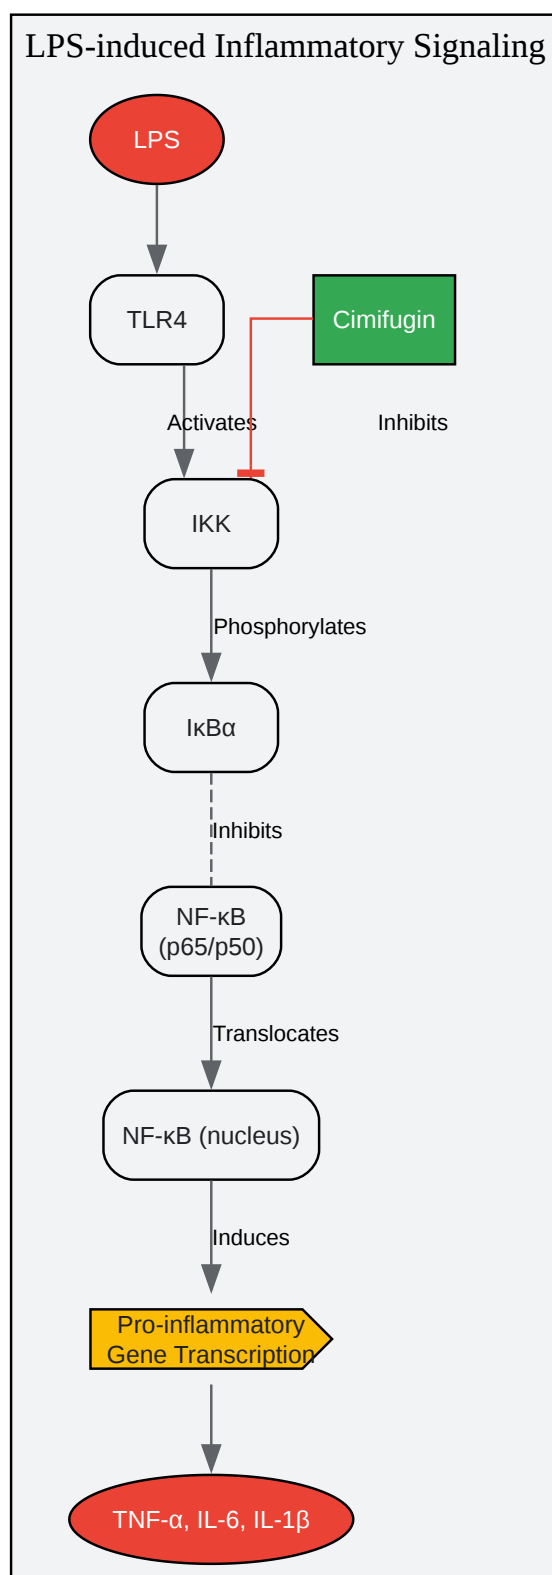 LPS-induced Inflammatory Signaling
LPS
TLR4
Cimifugin
Activates
Inhibits
IKK
Phosphorylates
IκBα
Inhibits
NF-κB
(p65/p50)
Translocates
NF-κB (nucleus)
Induces
Pro-inflammatory
Gene Transcription
TNF-α, IL-6, IL-1β